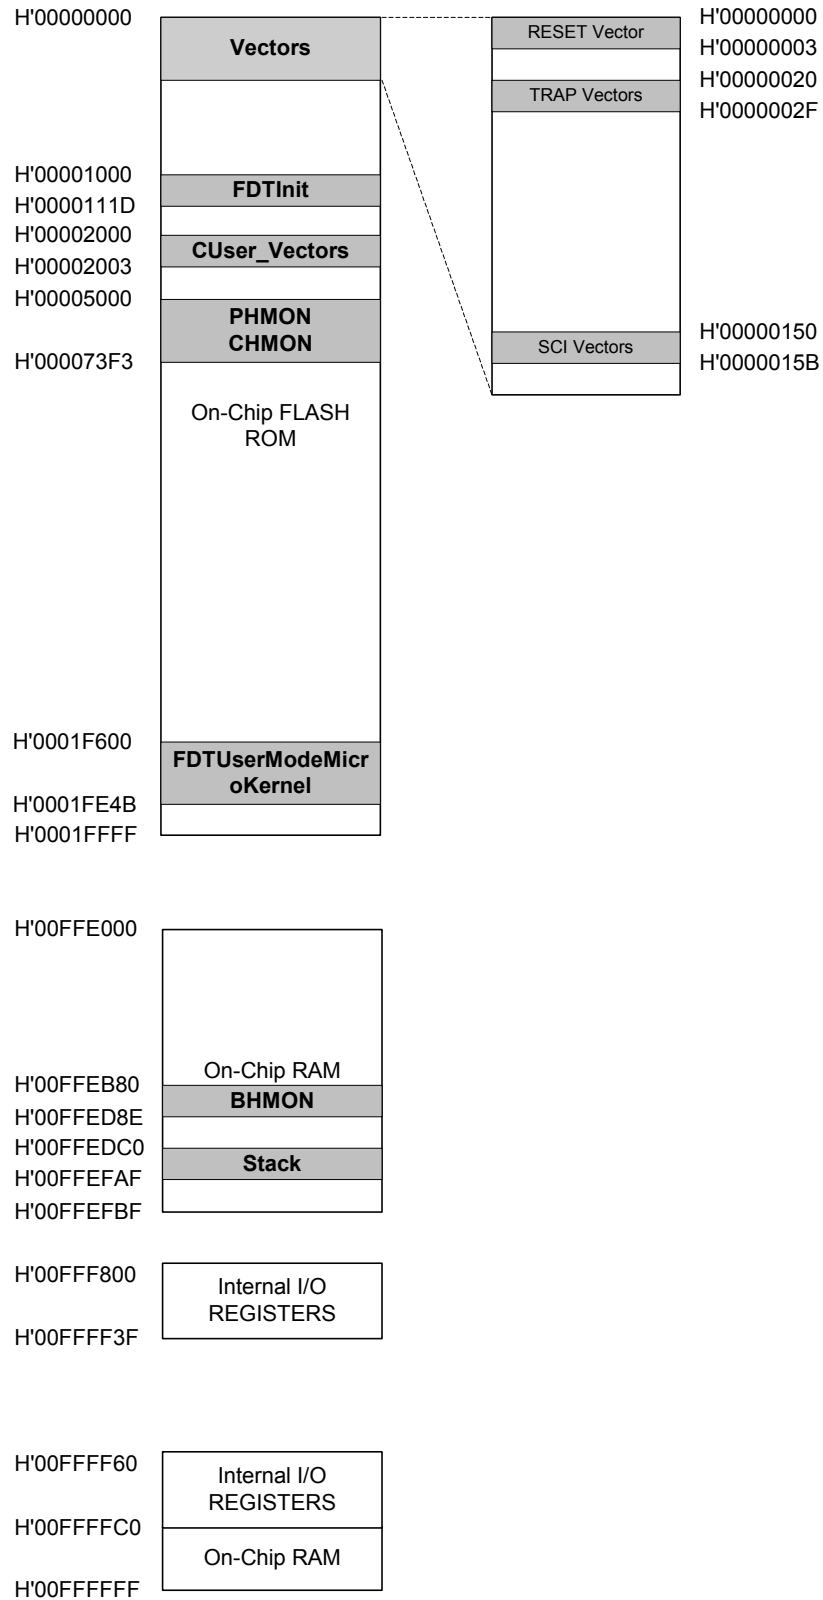 H'00000000
Vectors
H'00001000
FDTInit
H'0000111D
H'00002000
CUser_Vectors
H'00002003
H'00005000
PHMON
CHMON
H'000073F3
On-Chip FLASH
ROM
H'0001F600
FDTUserModeMicr
oKernel
H'0001FE4B
H'0001FFFF
H'00000000
RESET Vector
H'00000003
H'00000020
TRAP Vectors
H'0000002F
H'00000150
SCI Vectors
H'0000015B
H'00FFE000
On-Chip RAM
H'00FFEB80
BHMON
H'00FFED8E
H'00FFEDC0
Stack
H'00FFEFAF
H'00FFEFBF
H'00FFF800
Internal I/O
REGISTERS
H'00FFFF3F
H'00FFFF60
Internal I/O
REGISTERS
H'00FFFFC0
On-Chip RAM
H'00FFFFFF